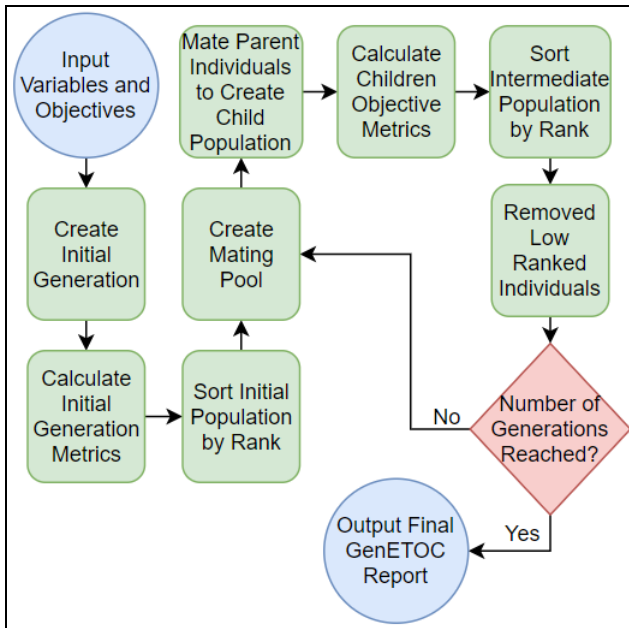 Input
Variables and
Objectives
Create
Initial
Generation
Calculate
Initial
Generation
Metrics
Sort Initial
Population
by Rank
Create
Mating
Pool
Mate Parent
Individuals
to Create
Child
Population
Calculate
Children
Objective
Metrics
Sort
Intermediate
Population
by Rank
Removed
Low
Ranked
Individuals
Number of
Generations
Reached?
No
Yes
Output Final
GenETOC
Report